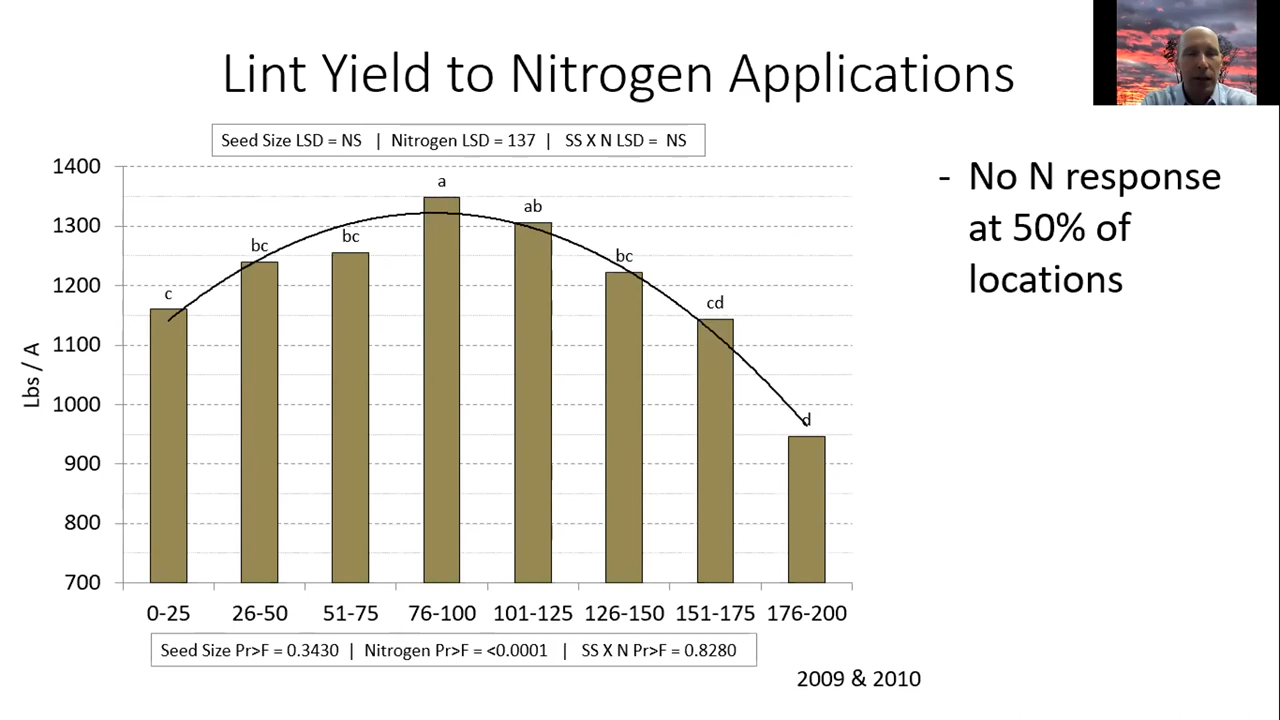 Lint Yield to Nitrogen Applications
Seed Size LSD = NS | Nitrogen LSD = 137 | SS X N LSD = NS
- No N response
at 50% of
locations
Lbs / A
1400
1300
1200
1100
1000
900
800
700
c
bc
bc
a
ab
bc
cd
d
0-25 26-50 51-75 76-100 101-125 126-150 151-175 176-200
Seed Size Pr>F = 0.3430 | Nitrogen Pr>F = <0.0001 | SS X N Pr>F = 0.8280
2009 & 2010